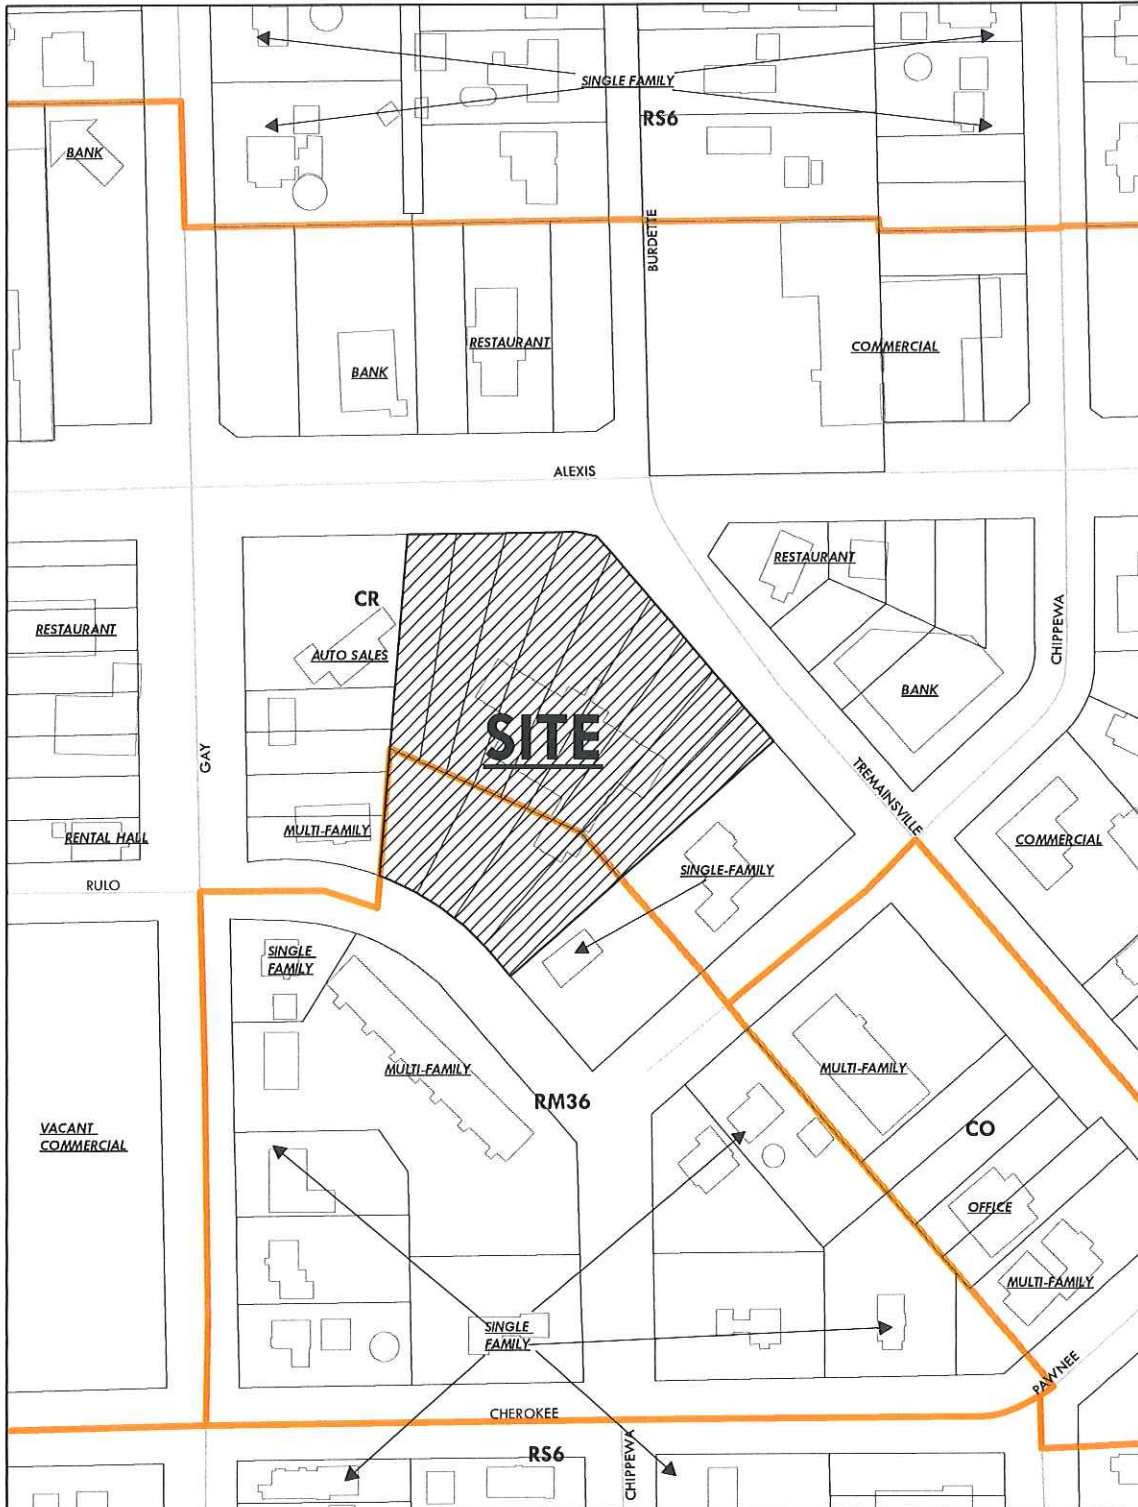 SINGLE FAMILY
RS6
BANK
BURDETTE
RESTAURANT
COMMERCIAL
BANK
ALEXIS
RESTAURANT
CR
RESTAURANT
CHIPPEWA
AUTO SALES
BANK
SITE
GAY
TREMAINSVILLE
MULTI-FAMILY
RENTAL HALL
COMMERCIAL
SINGLE-FAMILY
RULO
SINGLE
FAMILY
MULTI-FAMILY
MULTI-FAMILY
RM36
VACANT
COMMERCIAL
CO
OFFICE
MULTI-FAMILY
SINGLE
FAMILY
PAWNEE
CHEROKEE
RS6
CHIPPEWA